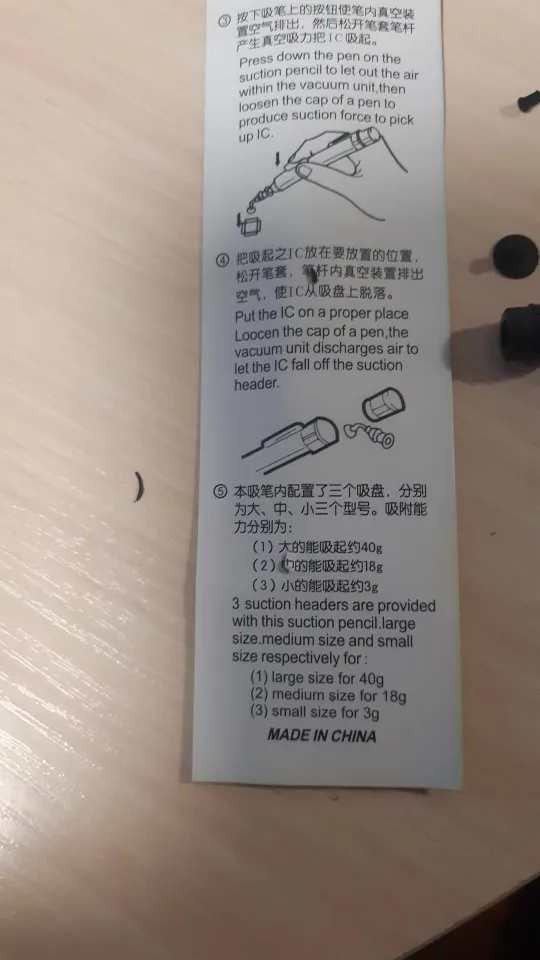 ③ 按下吸笔上的按钮使笔内真空装
置空气排出，然后松开笔套笔杆
产生真空吸力把IC吸起。
Press down the pen on the
suction pencil to let out the air
within the vacuum unit,then
loosen the cap of a pen to
produce suction force to pick
up IC.
④ 把吸起之IC放在要放置的位置，
松开笔套，笔杆内真空装置排出
空气，使IC从吸盘上脱落。
Put the IC on a proper place
Loocen the cap of a pen,the
vacuum unit discharges air to
let the IC fall off the suction
header.
⑤ 本吸笔内配置了三个吸盘，分别
为大、中、小三个型号。吸附能
力分别为：
（1）大的能吸起约40g
（2）中的能吸起约18g
（3）小的能吸起约3g
3 suction headers are provided
with this suction pencil.large
size.medium size and small
size respectively for :
(1) large size for 40g
(2) medium size for 18g
(3) small size for 3g
MADE IN CHINA